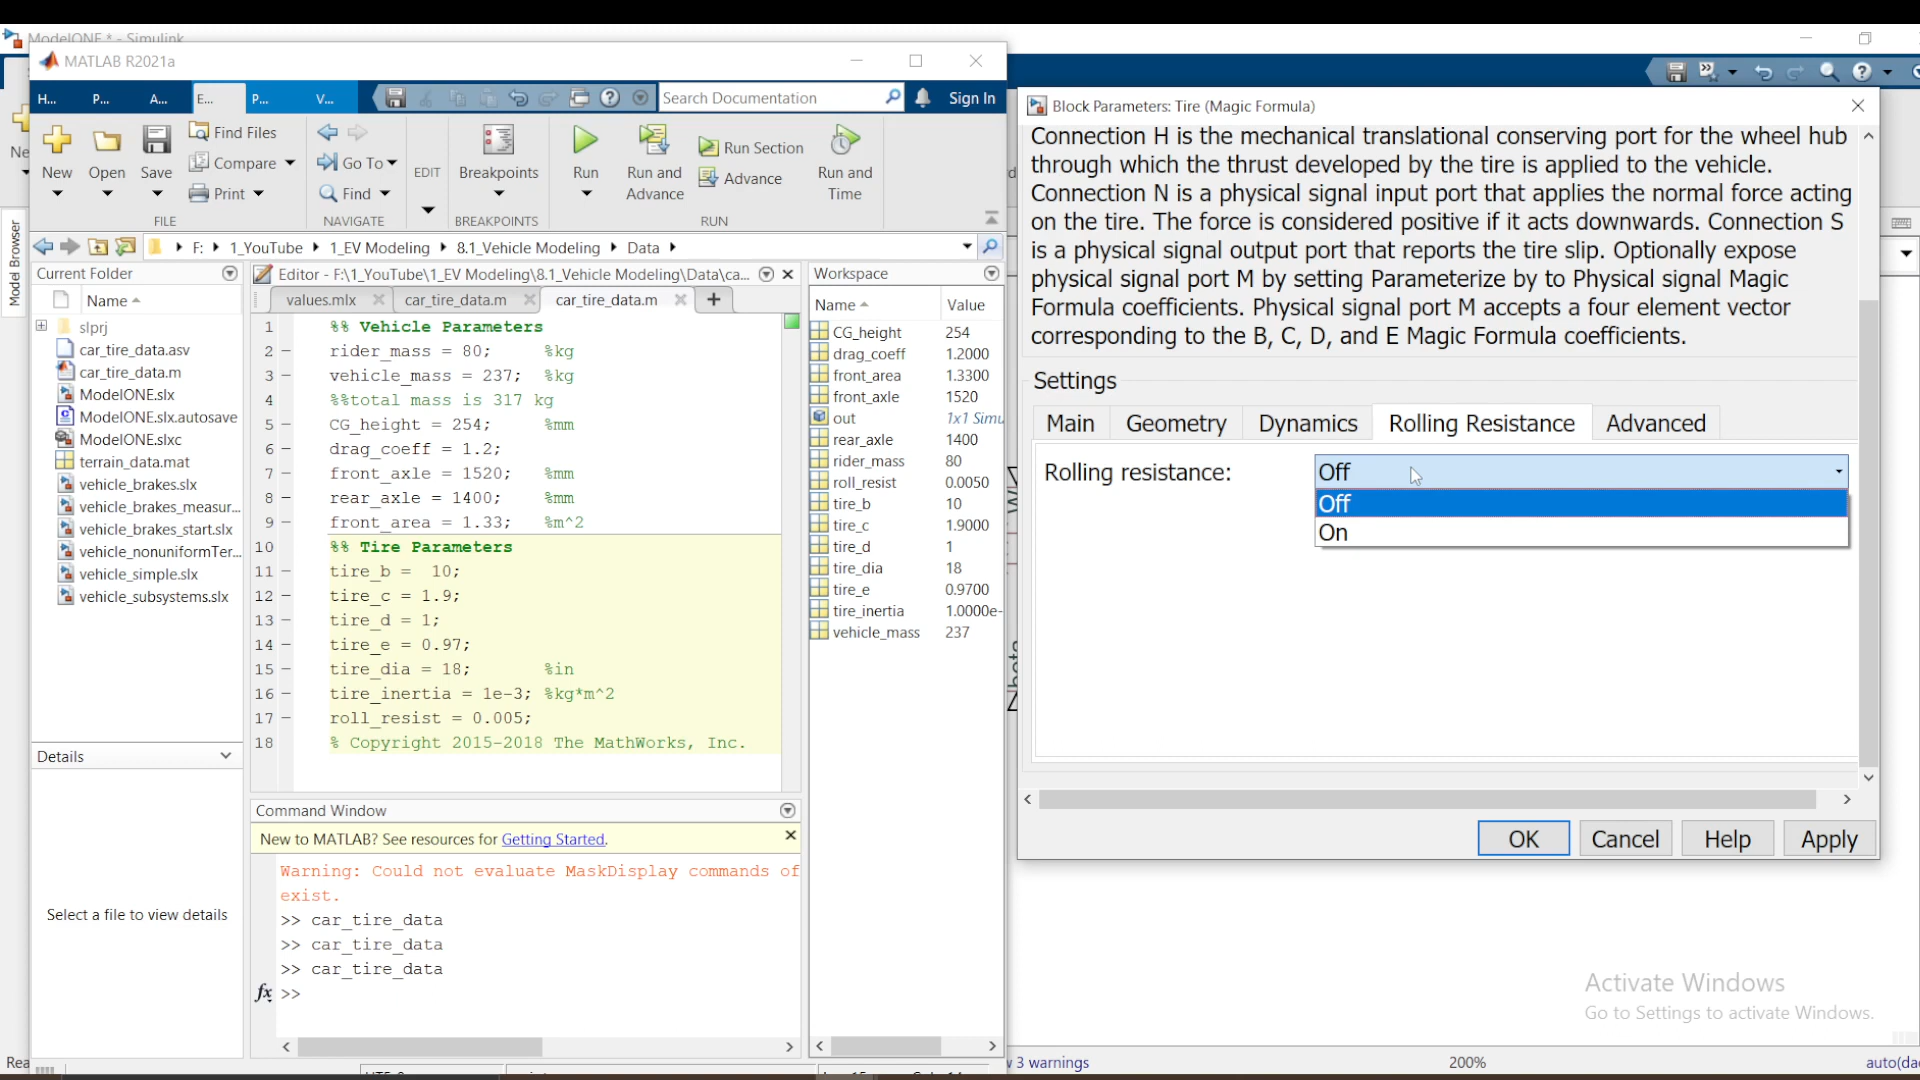 ModelONE * - Simulink
MATLAB R2021a
H... P... A... E... P... V...
Search Documentation
Sign In
New
Open
Save
Find Files
Compare
Print
FILE
Go To
Find
NAVIGATE
EDIT
Breakpoints
BREAKPOINTS
Run
Run and
Advance
Run Section
Advance
Run and
Time
RUN
Model Browser
F: 1_YouTube 1_EV Modeling 8.1_Vehicle Modeling Data
Current Folder
Name
slprj
car_tire_data.asv
car_tire_data.m
ModelONE.slx
ModelONE.slx.autosave
ModelONE.slxc
terrain_data.mat
vehicle_brakes.slx
vehicle_brakes_measur...
vehicle_brakes_start.slx
vehicle_nonuniformTer...
vehicle_simple.slx
vehicle_subsystems.slx
Details
Select a file to view details
Editor - F:\1_YouTube\1_EV Modeling\8.1_Vehicle Modeling\Data\ca...
values.mlx car_tire_data.m car_tire_data.m
1 %% Vehicle Parameters
2 - rider_mass = 80; %kg
3 - vehicle_mass = 237; %kg
4 %%total mass is 317 kg
5 - CG_height = 254; %mm
6 - drag_coeff = 1.2;
7 - front_axle = 1520; %mm
8 - rear_axle = 1400; %mm
9 - front_area = 1.33; %m^2
10 %% Tire Parameters
11 - tire_b = 10;
12 - tire_c = 1.9;
13 - tire_d = 1;
14 - tire_e = 0.97;
15 - tire_dia = 18; %in
16 - tire_inertia = 1e-3; %kg*m^2
17 - roll_resist = 0.005;
18 % Copyright 2015-2018 The MathWorks, Inc.
Command Window
New to MATLAB? See resources for Getting Started.
Warning: Could not evaluate MaskDisplay commands of
exist.
>> car_tire_data
>> car_tire_data
>> car_tire_data
fx >>
Workspace
Name Value
CG_height 254
drag_coeff 1.2000
front_area 1.3300
front_axle 1520
out 1x1 Simu
rear_axle 1400
rider_mass 80
roll_resist 0.0050
tire_b 10
tire_c 1.9000
tire_d 1
tire_dia 18
tire_e 0.9700
tire_inertia 1.0000e-
vehicle_mass 237
Block Parameters: Tire (Magic Formula)
Connection H is the mechanical translational conserving port for the wheel hub
through which the thrust developed by the tire is applied to the vehicle.
Connection N is a physical signal input port that applies the normal force acting
on the tire. The force is considered positive if it acts downwards. Connection S
is a physical signal output port that reports the tire slip. Optionally expose
physical signal port M by setting Parameterize by to Physical signal Magic
Formula coefficients. Physical signal port M accepts a four element vector
corresponding to the B, C, D, and E Magic Formula coefficients.
Settings
Main Geometry Dynamics Rolling Resistance Advanced
Rolling resistance: Off
Off
On
OK Cancel Help Apply
Activate Windows
Go to Settings to activate Windows.
3 warnings
200%